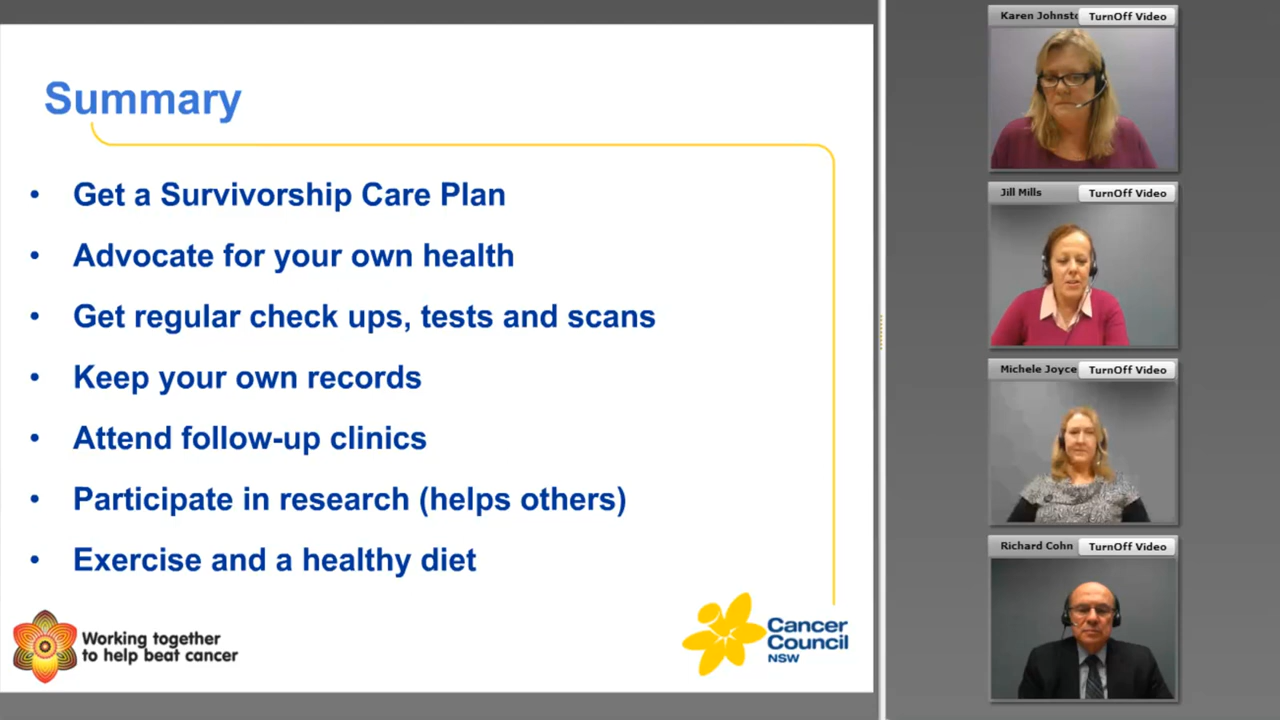 Summary
• Get a Survivorship Care Plan
• Advocate for your own health
• Get regular check ups, tests and scans
• Keep your own records
• Attend follow-up clinics
• Participate in research (helps others)
• Exercise and a healthy diet
Working together
to help beat cancer
Cancer
Council
NSW
Karen Johnsto TurnOff Video
Jill Mills TurnOff Video
Michele Joyce TurnOff Video
Richard Cohn TurnOff Video